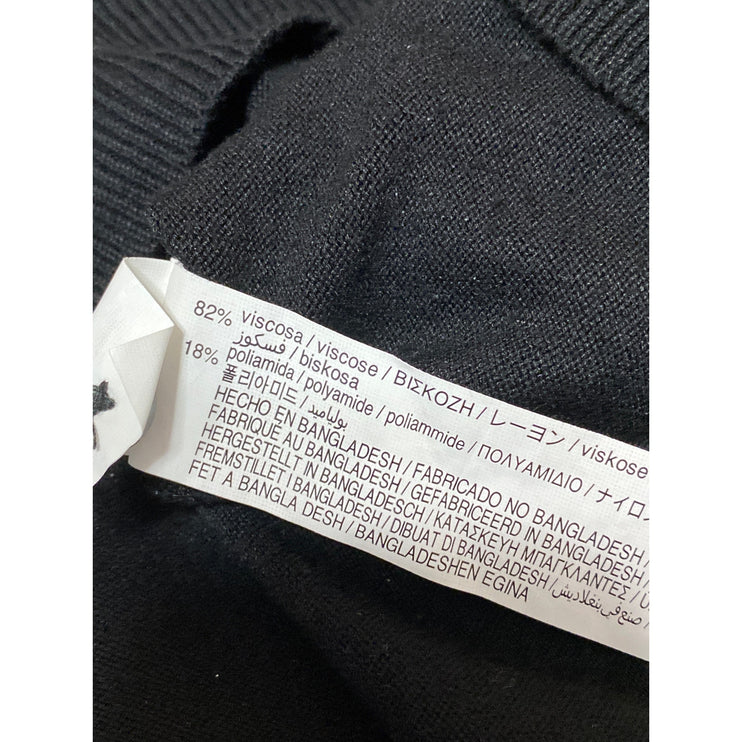 82% viscosa / viscose / ΒΙΣΚΟΖΗ / レーヨン / viskose
فسكوز / biskosa
18% poliamida / polyamide / poliammide / ΠΟΛΥΑΜΙΔΙΟ / ナイロン
폴리아미드 / بولياميد
HECHO EN BANGLADESH / FABRICADO NO BANGLADESH /
FABRIQUÉ AU BANGLADESH / GEFABRICEERD IN BANGLADESH /
HERGESTELLT IN BANGLADESCH / ΚΑΤΑΣΚΕΥΗ ΜΠΑΓΚΛΑΝΤΕΣ /
FREMSTILLET I BANGLADESH / DIBUAT DI BANGLADESH / صنع في بنغلاديش /
FET A BANGLA DESH / BANGLADESHEN EGINA